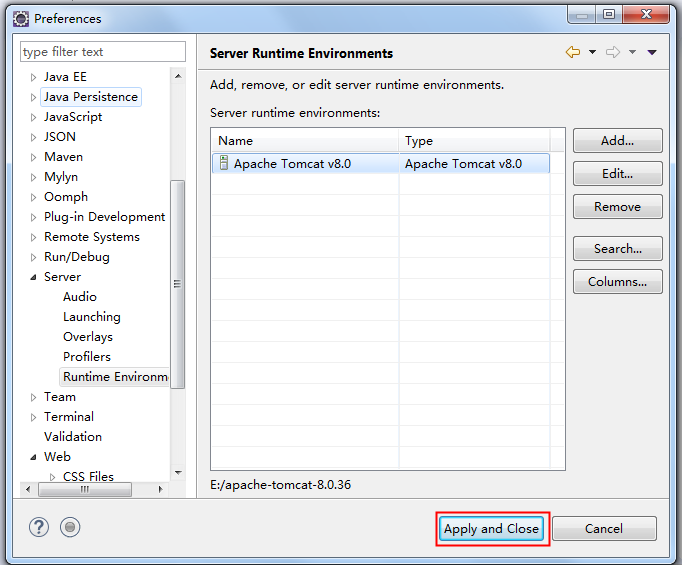 Preferences
type filter text
Java EE
Java Persistence
JavaScript
JSON
Maven
Mylyn
Oomph
Plug-in Development
Remote Systems
Run/Debug
Server
Audio
Launching
Overlays
Profilers
Runtime Environm
Team
Terminal
Validation
Web
CSS Files
Server Runtime Environments
Add, remove, or edit server runtime environments.
Server runtime environments:
Name Type
Apache Tomcat v8.0 Apache Tomcat v8.0
Add...
Edit...
Remove
Search...
Columns...
E:/apache-tomcat-8.0.36
? Apply and Close Cancel